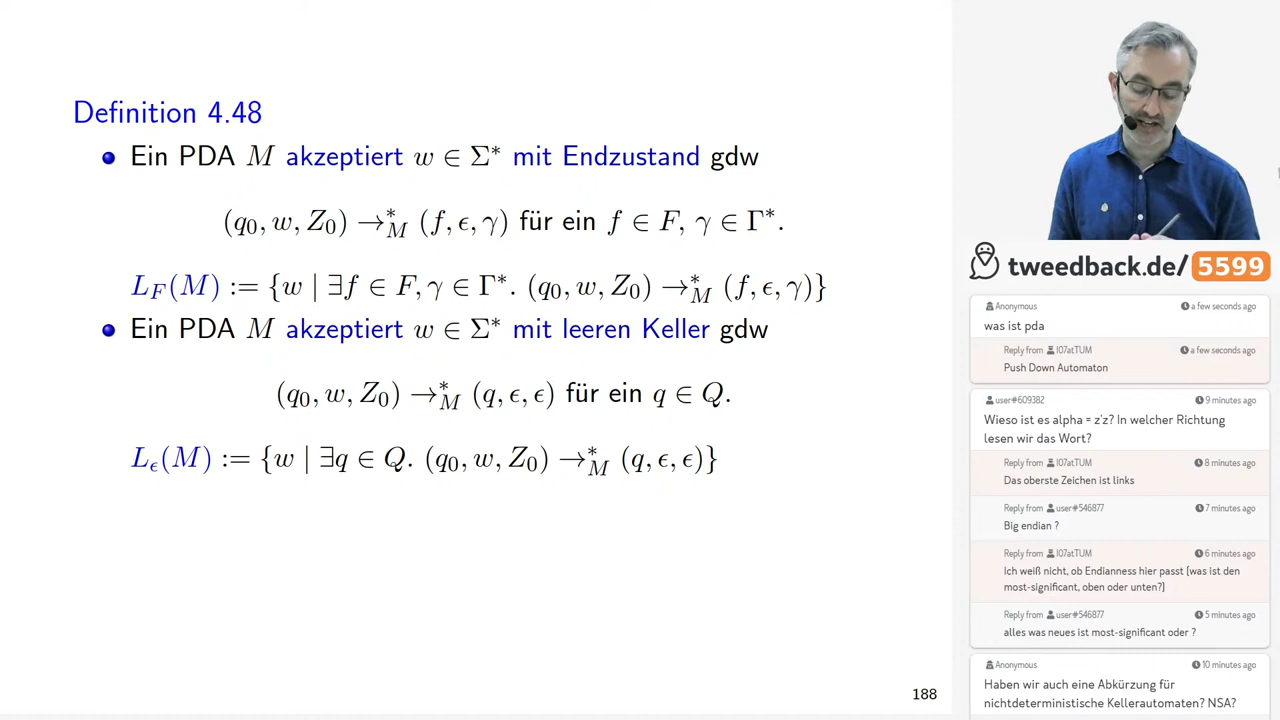 Definition 4.48
Ein PDA M akzeptiert w ∈ Σ* mit Endzustand gdw
(q₀, w, Z₀) →*_M (f, ϵ, γ) für ein f ∈ F, γ ∈ Γ*.
L_F(M) := {w | ∃f ∈ F, γ ∈ Γ*. (q₀, w, Z₀) →*_M (f, ϵ, γ)}
Ein PDA M akzeptiert w ∈ Σ* mit leeren Keller gdw
(q₀, w, Z₀) →*_M (q, ϵ, ϵ) für ein q ∈ Q.
L_ϵ(M) := {w | ∃q ∈ Q. (q₀, w, Z₀) →*_M (q, ϵ, ϵ)}
188
tweedback.de/ 5599
Anonymous a few seconds ago
was ist pda
Reply from I07atTUM a few seconds ago
Push Down Automaton
user#609382 9 minutes ago
Wieso ist es alpha = z'z? In welcher Richtung
lesen wir das Wort?
Reply from I07atTUM 8 minutes ago
Das oberste Zeichen ist links
Reply from user#546877 7 minutes ago
Big endian ?
Reply from I07atTUM 6 minutes ago
Ich weiß nicht, ob Endianness hier passt [was ist den
most-significant, oben oder unten?]
Reply from user#546877 5 minutes ago
alles was neues ist most-significant oder ?
Anonymous 10 minutes ago
Haben wir auch eine Abkürzung für
nichtdeterministische Kellerautomaten? NSA?